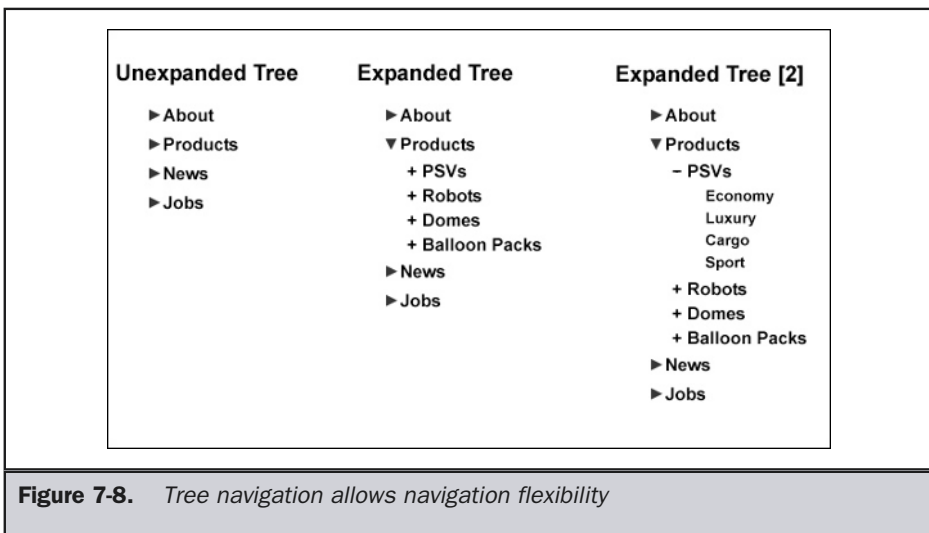 Unexpanded Tree
►About
►Products
►News
►Jobs
Expanded Tree
►About
▼Products
+ PSVs
+ Robots
+ Domes
+ Balloon Packs
►News
►Jobs
Expanded Tree [2]
►About
▼Products
– PSVs
Economy
Luxury
Cargo
Sport
+ Robots
+ Domes
+ Balloon Packs
►News
►Jobs
Figure 7-8. Tree navigation allows navigation flexibility